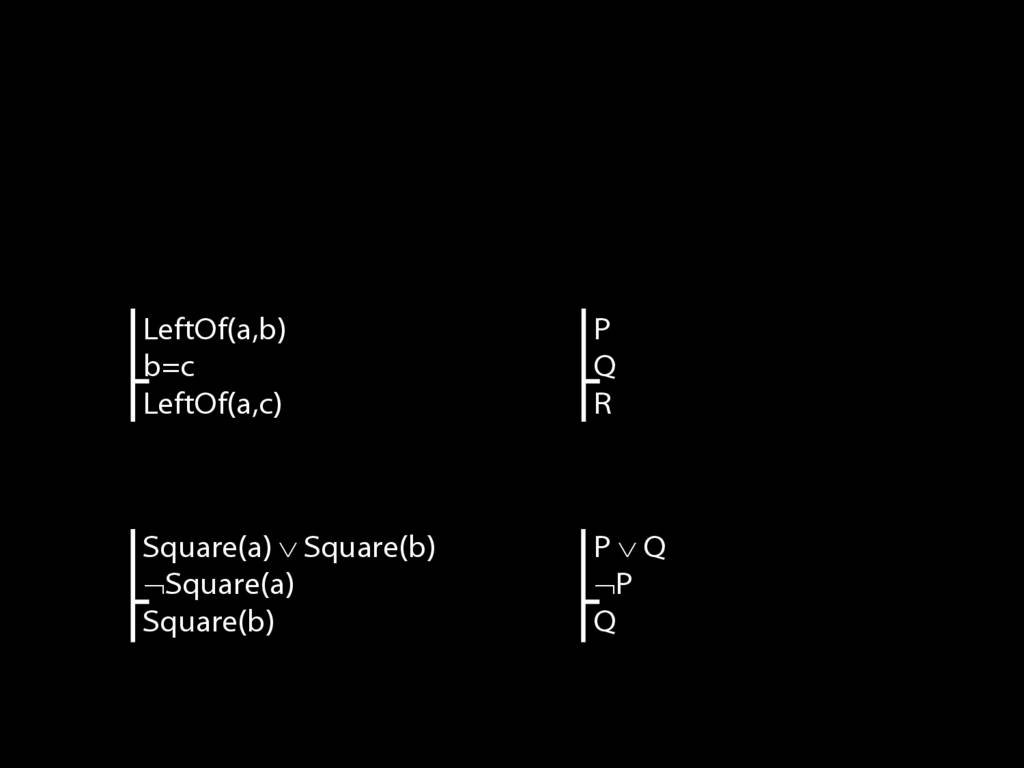 LeftOf(a,b)
b=c
LeftOf(a,c)
P
Q
R
Square(a) ∨ Square(b)
¬Square(a)
Square(b)
P ∨ Q
¬P
Q